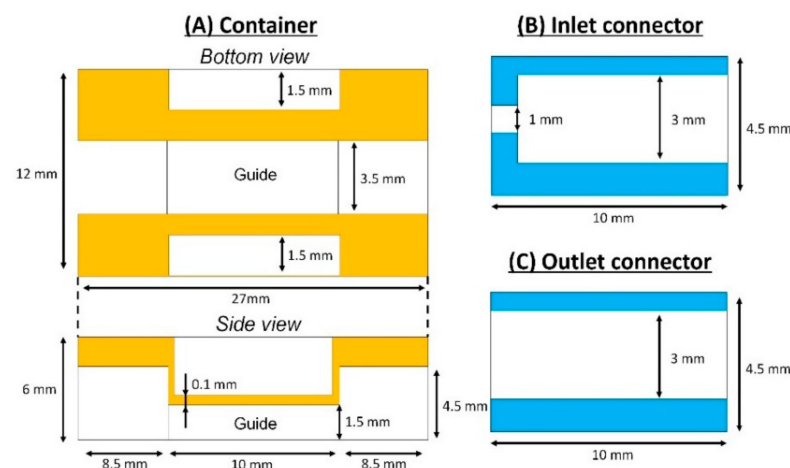 (A) Container
Bottom view
1.5 mm
12 mm
Guide
3.5 mm
1.5 mm
27mm
Side view
6 mm
0.1 mm
Guide
1.5 mm
4.5 mm
8.5 mm
10 mm
8.5 mm
(B) Inlet connector
1 mm
3 mm
4.5 mm
10 mm
(C) Outlet connector
3 mm
4.5 mm
10 mm